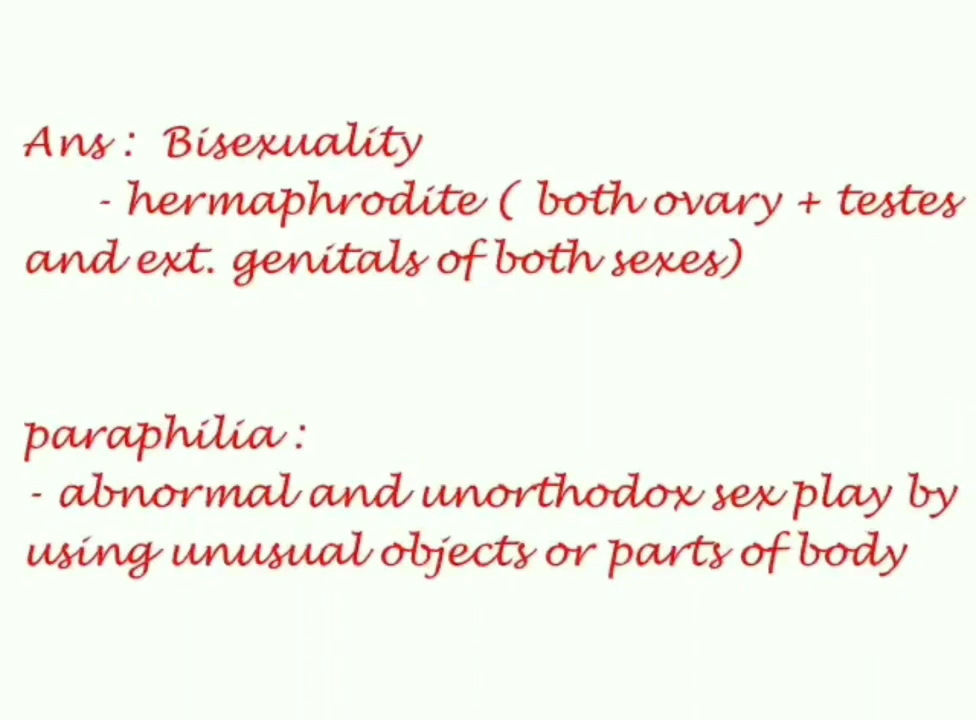 Ans : Bisexuality
- hermaphrodite ( both ovary + testes
and ext. genitals of both sexes)
paraphilia :
- abnormal and unorthodox sex play by
using unusual objects or parts of body